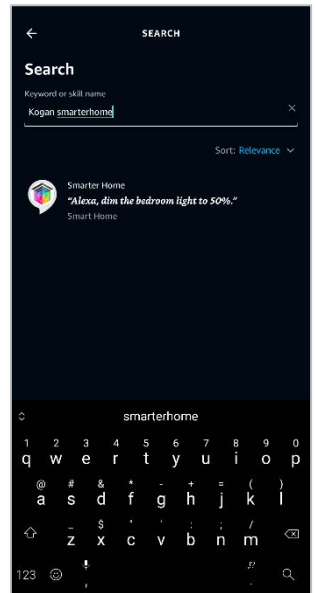 SEARCH
Search
Keyword or skill name
Kogan smarterhome
Sort: Relevance
Smarter Home
“Alexa, dim the bedroom light to 50%.”
Smart Home
smarterhome
1 2 3 4 5 6 7 8 9 0
q w e r t y u i o p
@ # & * - + = ( )
a s d f g h j k l
_ $ " ' : ; /
z x c v b n m
123 , .